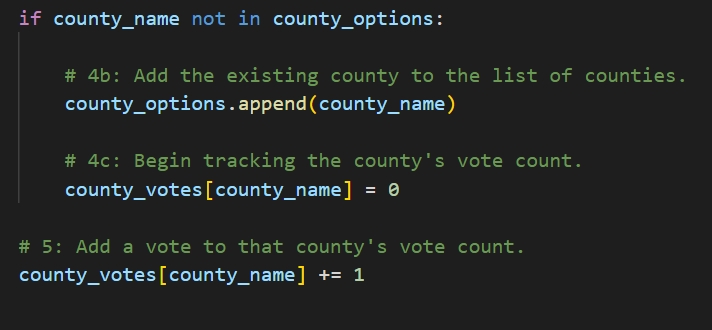 if county_name not in county_options:
# 4b: Add the existing county to the list of counties.
county_options.append(county_name)
# 4c: Begin tracking the county's vote count.
county_votes[county_name] = 0
# 5: Add a vote to that county's vote count.
county_votes[county_name] += 1